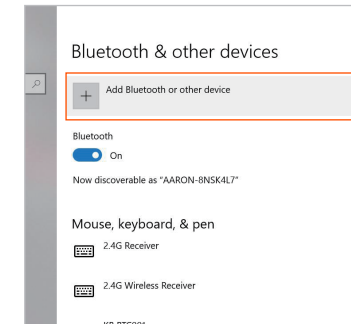 Bluetooth & other devices
Add Bluetooth or other device
Bluetooth
On
Now discoverable as “AARON-8NSK4L7”
Mouse, keyboard, & pen
2.4G Receiver
2.4G Wireless Receiver